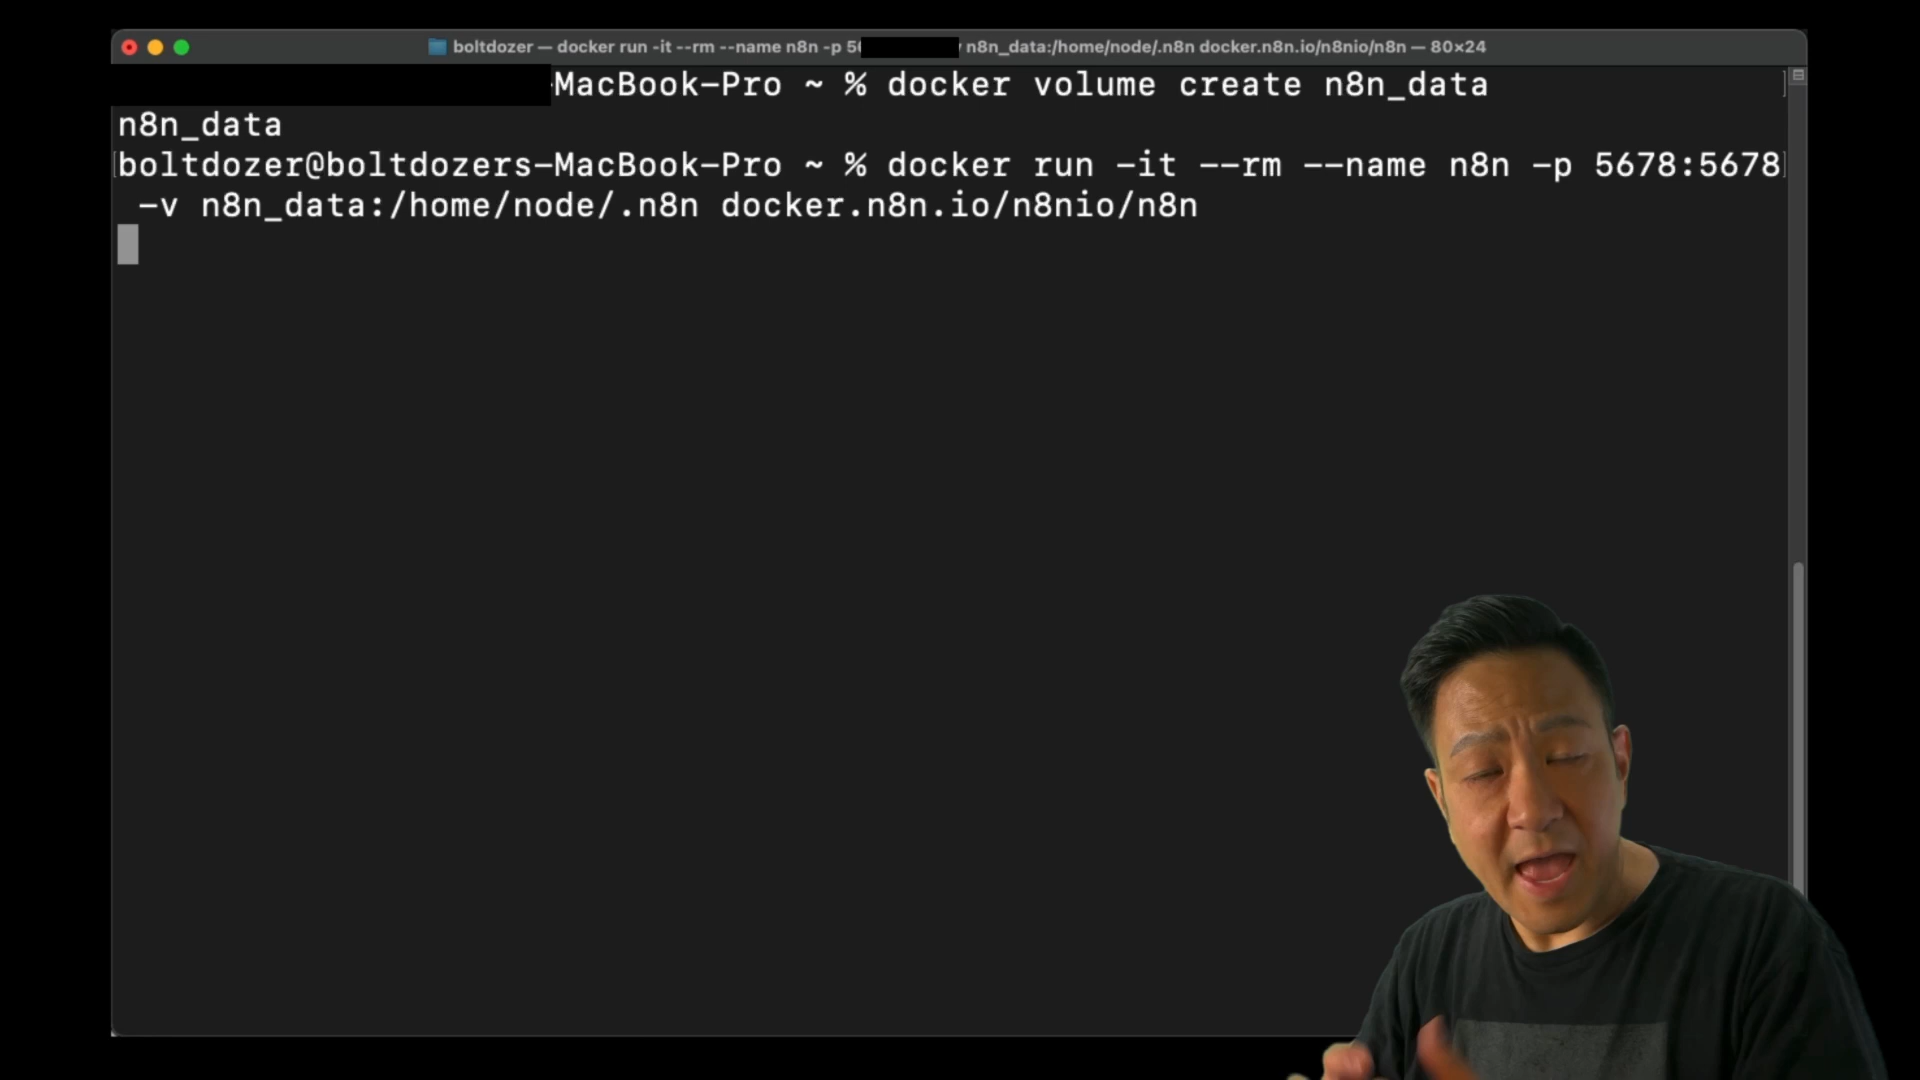 boltdozer — docker run -it --rm --name n8n -p 5 n8n_data:/home/node/.n8n docker.n8n.io/n8nio/n8n — 80×24
-MacBook-Pro ~ % docker volume create n8n_data
n8n_data
boltdozer@boltdozers-MacBook-Pro ~ % docker run -it --rm --name n8n -p 5678:5678
-v n8n_data:/home/node/.n8n docker.n8n.io/n8nio/n8n